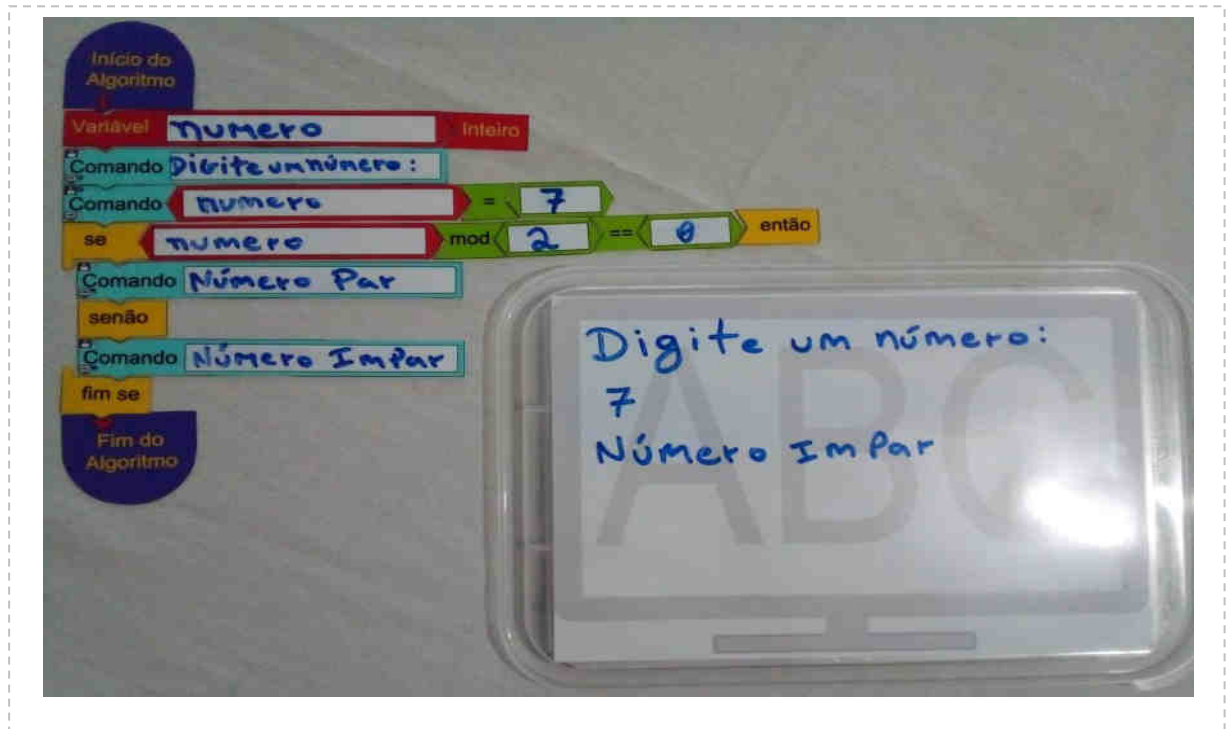 Início do
Algoritmo
Variável numero Inteiro
Comando Digite um número:
Comando numero = 7
se numero mod 2 == 0 então
Comando Número Par
senão
Comando Número Impar
fim se
Fim do
Algoritmo
Digite um número:
7
Número Impar
ABC